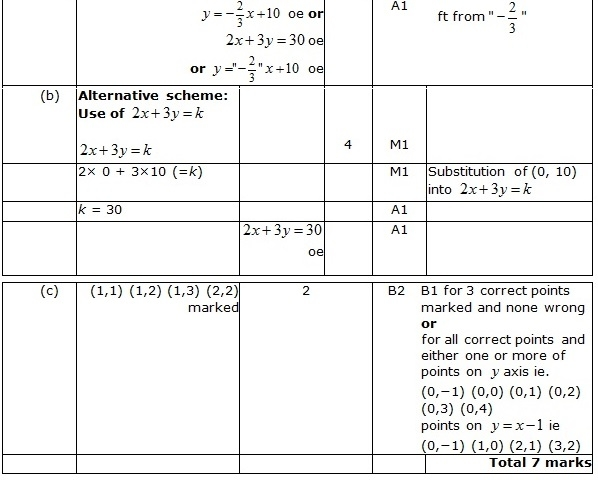 y = -2/3 x + 10 oe or A1 ft from "-2/3"
2x + 3y = 30 oe
or y = "-2/3" x + 10 oe
(b) Alternative scheme:
Use of 2x + 3y = k
2x + 3y = k 4 M1
2× 0 + 3×10 (=k) M1 Substitution of (0, 10)
into 2x + 3y = k
k = 30 A1
2x + 3y = 30 A1
oe
(c) (1,1) (1,2) (1,3) (2,2) 2 B2 B1 for 3 correct points
marked marked and none wrong
or
for all correct points and
either one or more of
points on y axis ie.
(0,−1) (0,0) (0,1) (0,2)
(0,3) (0,4)
points on y = x − 1 ie
(0,−1) (1,0) (2,1) (3,2)
Total 7 marks